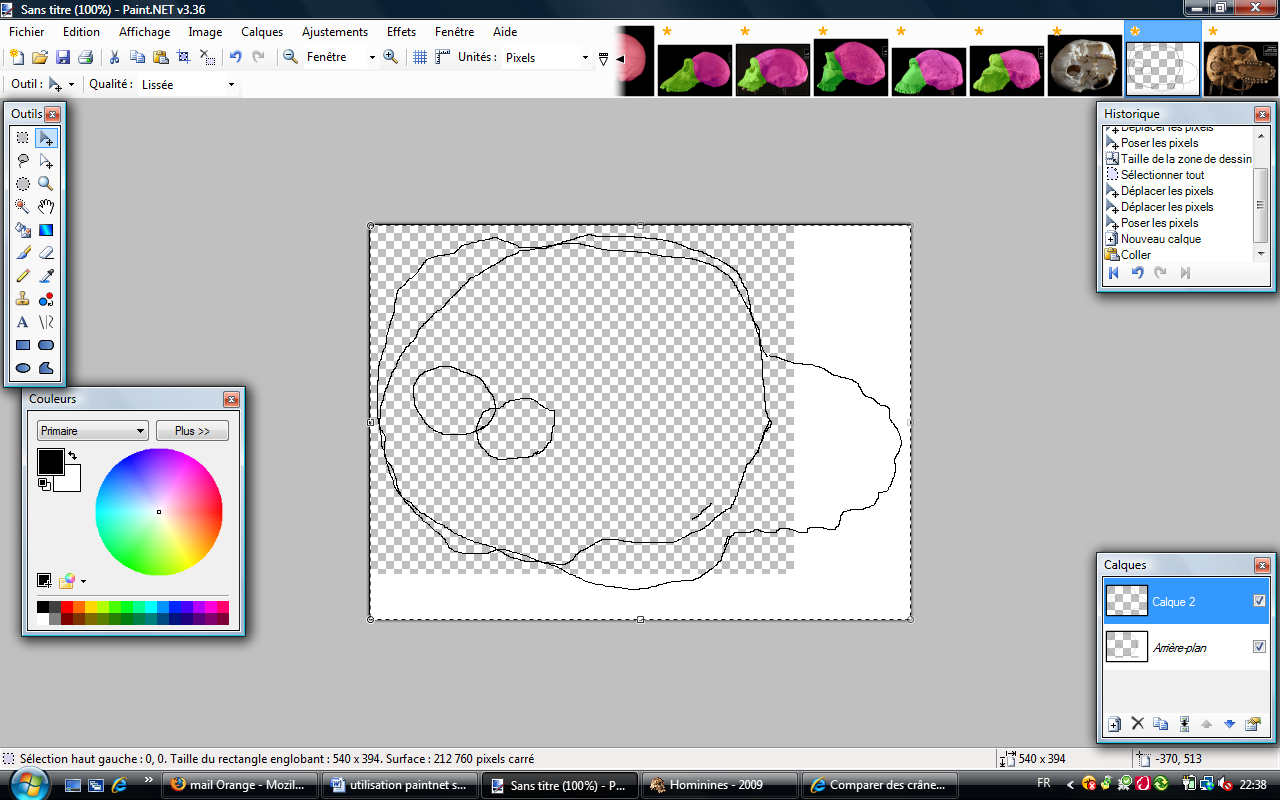 Sans titre (100%) - Paint.NET v3.36
Fichier Edition Affichage Image Calques Ajustements Effets Fenêtre Aide
Fenêtre Unités : Pixels
Outil : Qualité : Lissée
Outils
Historique
Déplacer les pixels
Poser les pixels
Taille de la zone de dessin
Sélectionner tout
Déplacer les pixels
Déplacer les pixels
Poser les pixels
Nouveau calque
Coller
Couleurs
Primaire Plus >>
Calques
Calque 2
Arrière-plan
Sélection haut gauche : 0, 0. Taille du rectangle englobant : 540 x 394. Surface : 212 760 pixels carré 540 x 394 -370, 513
mail Orange - Mozil... utilisation paintnet s... Sans titre (100%) - P... Hominines - 2009 Comparer des crâne... FR 22:38